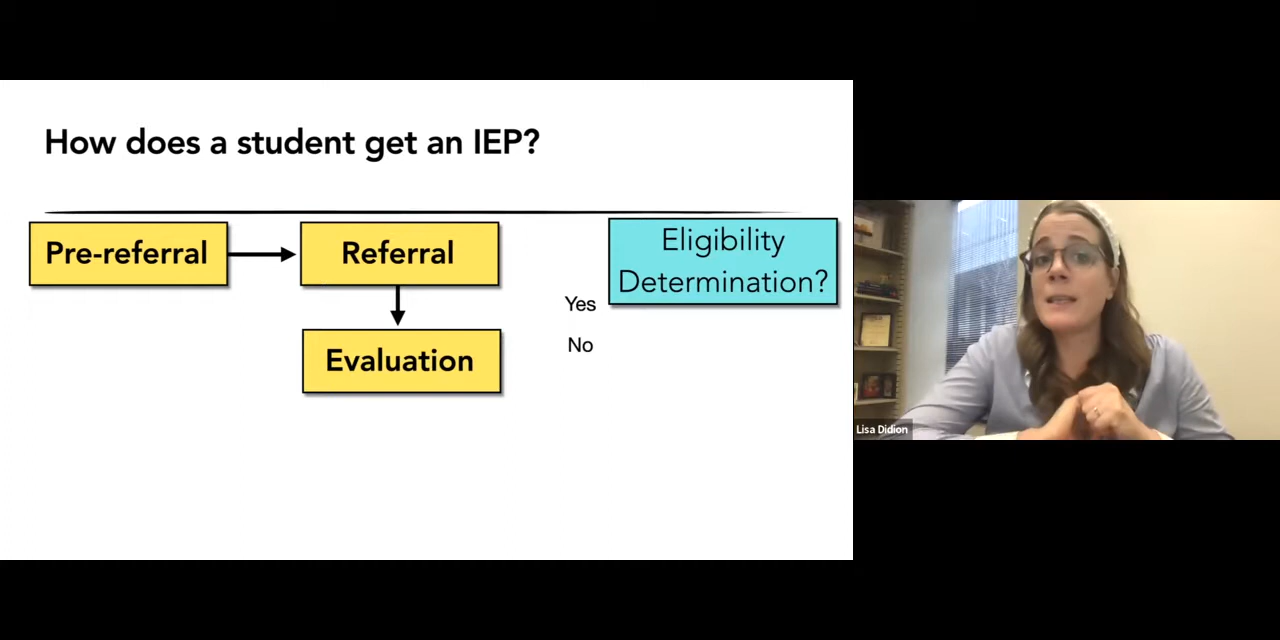 How does a student get an IEP?
Pre-referral
Referral
Eligibility
Determination?
Yes
No
Evaluation
Lisa Didion